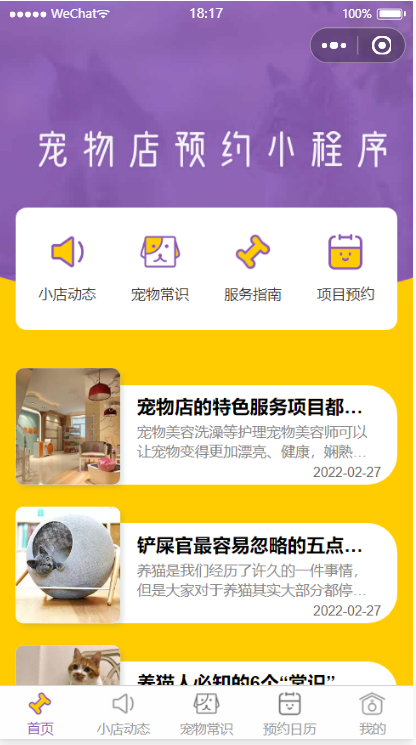 WeChat
18:17
100%
宠物店预约小程序
小店动态 宠物常识 服务指南 项目预约
宠物店的特色服务项目都...
宠物美容洗澡等护理宠物美容师可以
让宠物变得更加漂亮、健康，娴熟...
2022-02-27
铲屎官最容易忽略的五点...
养猫是我们经历了许久的一件事情，
但是大家对于养猫其实大部分都停...
2022-02-27
养猫人必知的6个“常识”
首页 小店动态 宠物常识 预约日历 我的